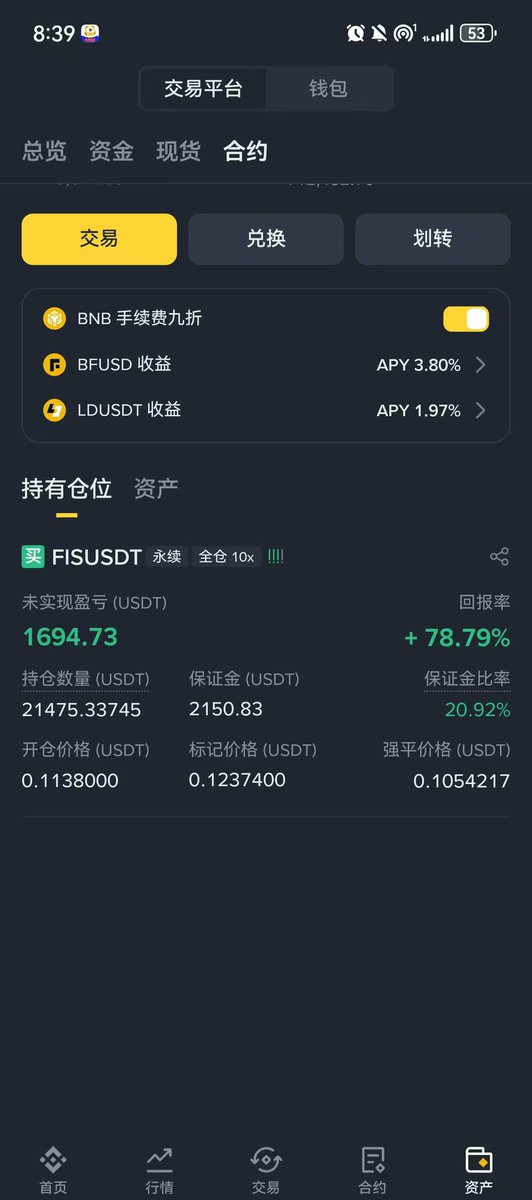 8:39
1
53
交易平台 钱包
总览 资金 现货 合约
交易 兑换 划转
BNB 手续费九折
BFUSD 收益 APY 3.80%
LDUSDT 收益 APY 1.97%
持有仓位 资产
买 FISUSDT 永续 全仓 10x !!!!
未实现盈亏 (USDT) 回报率
1694.73 + 78.79%
持仓数量 (USDT) 保证金 (USDT) 保证金比率
21475.33745 2150.83 20.92%
开仓价格 (USDT) 标记价格 (USDT) 强平价格 (USDT)
0.1138000 0.1237400 0.1054217
首页 行情 交易 合约 资产